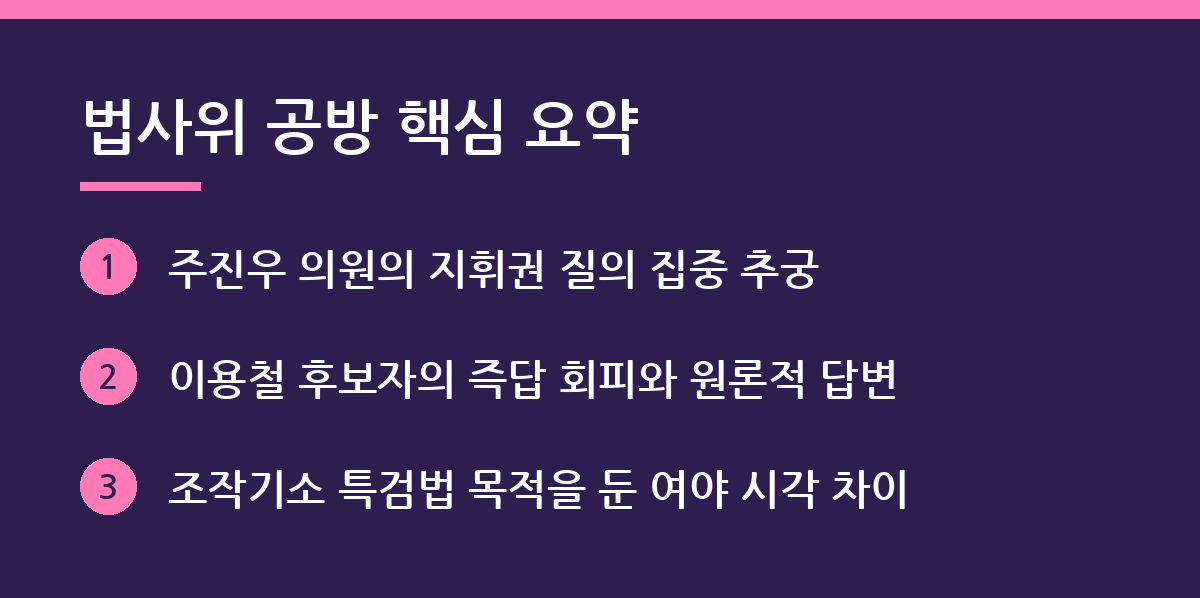 법사위 공방 핵심 요약
1 주진우 의원의 지휘권 질의 집중 추궁
2 이용철 후보자의 즉답 회피와 원론적 답변
3 조작기소 특검법 목적을 둔 여야 시각 차이